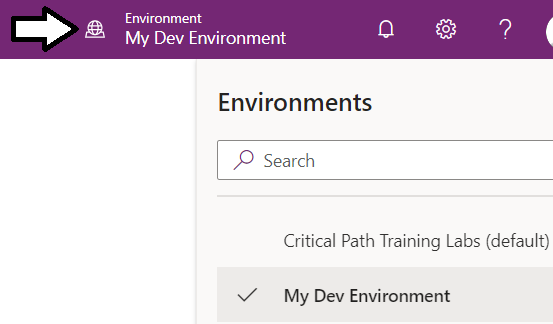 Environment
My Dev Environment
?
Environments
Search
Critical Path Training Labs (default)
My Dev Environment